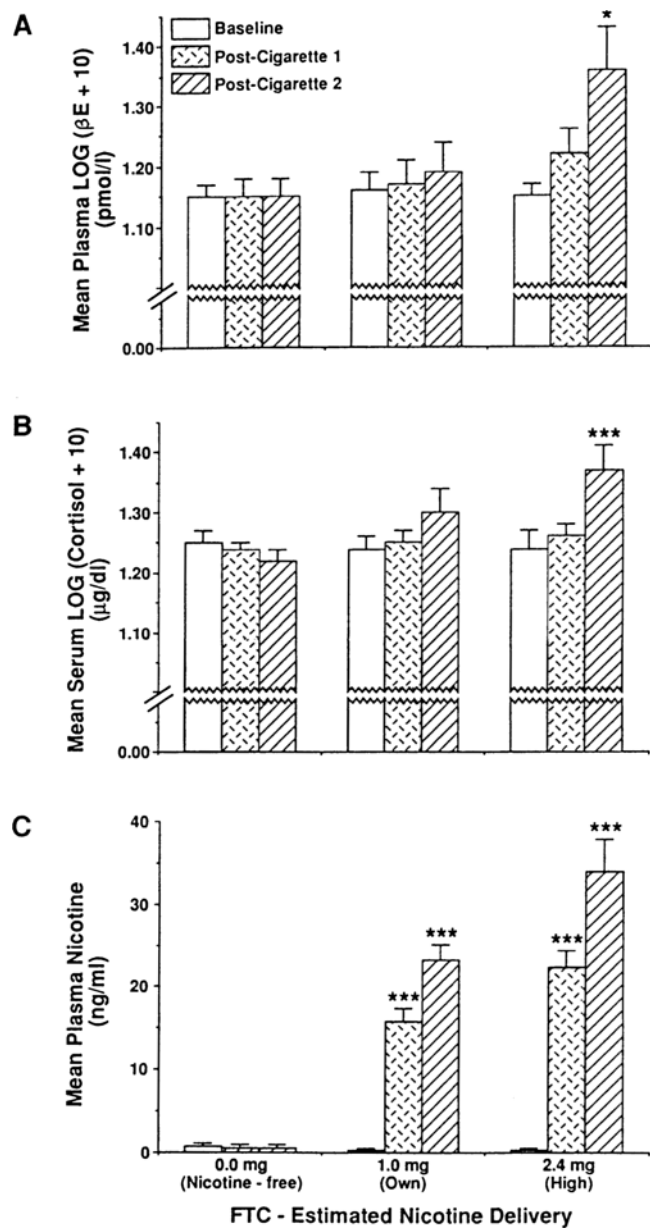 A
Baseline
Post-Cigarette 1
Post-Cigarette 2
*
Mean Plasma LOG (βE + 10)
(pmol/l)
1.40
1.30
1.20
1.10
0.00
B
***
Mean Serum LOG (Cortisol + 10)
(μg/dl)
1.40
1.30
1.20
1.10
0.00
C
***
***
***
***
Mean Plasma Nicotine
(ng/ml)
40
30
20
10
0
0.0 mg 1.0 mg 2.4 mg
(Nicotine - free) (Own) (High)
FTC - Estimated Nicotine Delivery